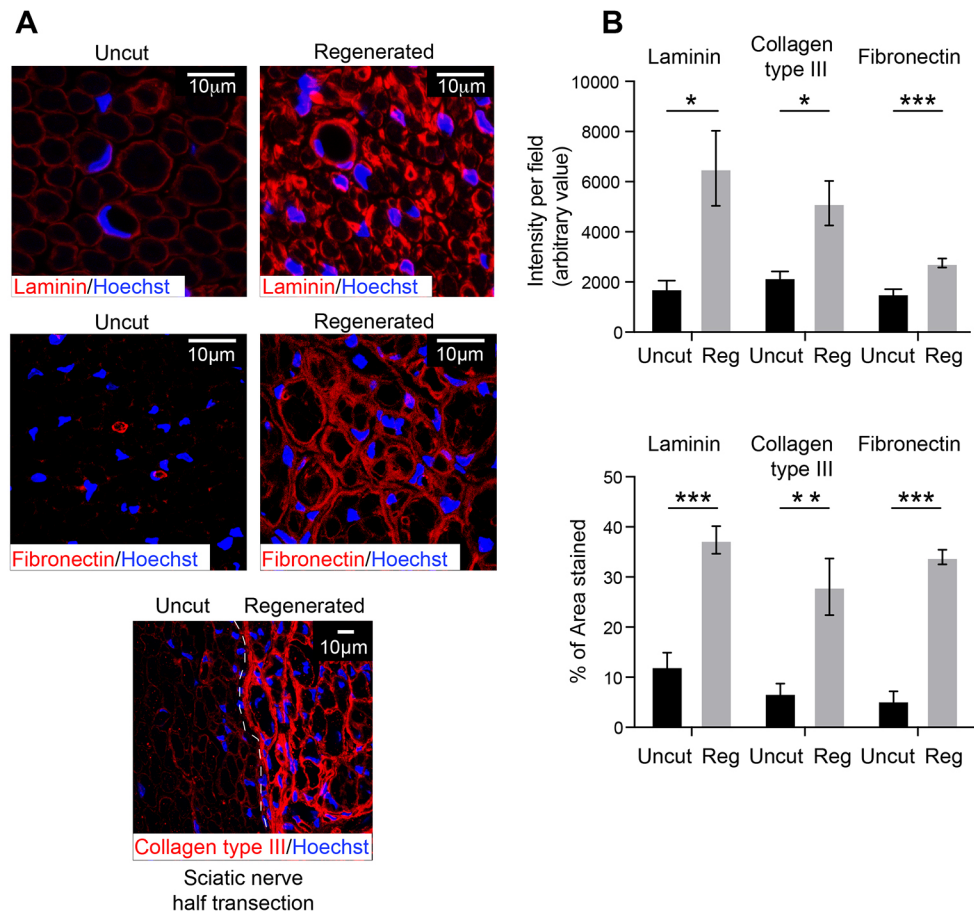 A
Uncut
Regenerated
10μm
10μm
Laminin/Hoechst
Laminin/Hoechst
Uncut
Regenerated
10μm
10μm
Fibronectin/Hoechst
Fibronectin/Hoechst
Uncut
Regenerated
10μm
Collagen type III/Hoechst
Sciatic nerve
half transection
B
Laminin
Collagen
type III
Fibronectin
Intensity per field
(arbitrary value)
10000
8000
6000
4000
2000
0
*
*
***
Uncut Reg Uncut Reg Uncut Reg
Laminin
Collagen
type III
Fibronectin
% of Area stained
50
40
30
20
10
0
***
* *
***
Uncut Reg Uncut Reg Uncut Reg